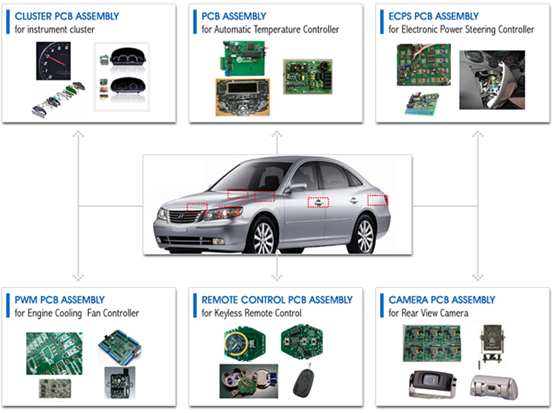 CLUSTER PCB ASSEMBLY
for instrument cluster
PCB ASSEMBLY
for Automatic Temperature Controller
ECPS PCB ASSEMBLY
for Electronic Power Steering Controller
PWM PCB ASSEMBLY
for Engine Cooling Fan Controller
REMOTE CONTROL PCB ASSEMBLY
for Keyless Remote Control
CAMERA PCB ASSEMBLY
for Rear View Camera